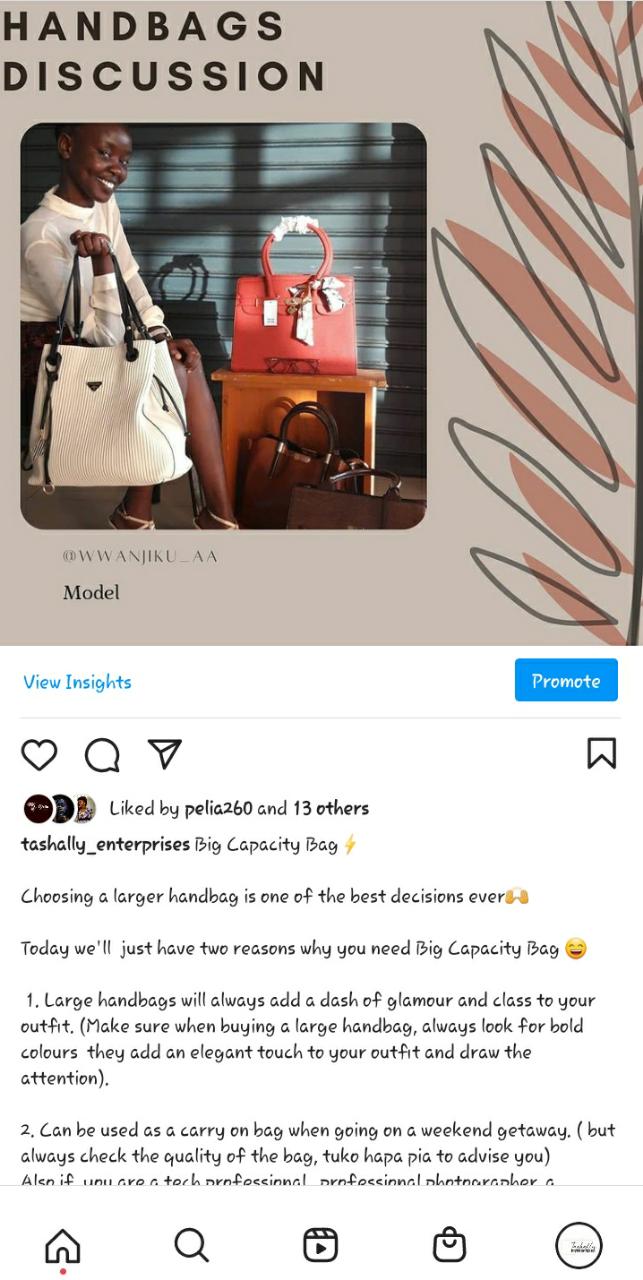 HANDBAGS
DISCUSSION
@WWANJIKU_AA
Model
View Insights
Promote
Liked by pelia260 and 13 others
tashally_enterprises Big Capacity Bag⚡
Choosing a larger handbag is one of the best decisions ever🙌
Today we'll  just have two reasons why you need Big Capacity Bag 😄
1. Large handbags will always add a dash of glamour and class to your
outfit. (Make sure when buying a large handbag, always look for bold
colours  they add an elegant touch to your outfit and draw the
attention).
2. Can be used as a carry on bag when going on a weekend getaway. ( but
always check the quality of the bag, tuko hapa pia to advise you)
Also if  you are a tech professional,  professional photographer, a